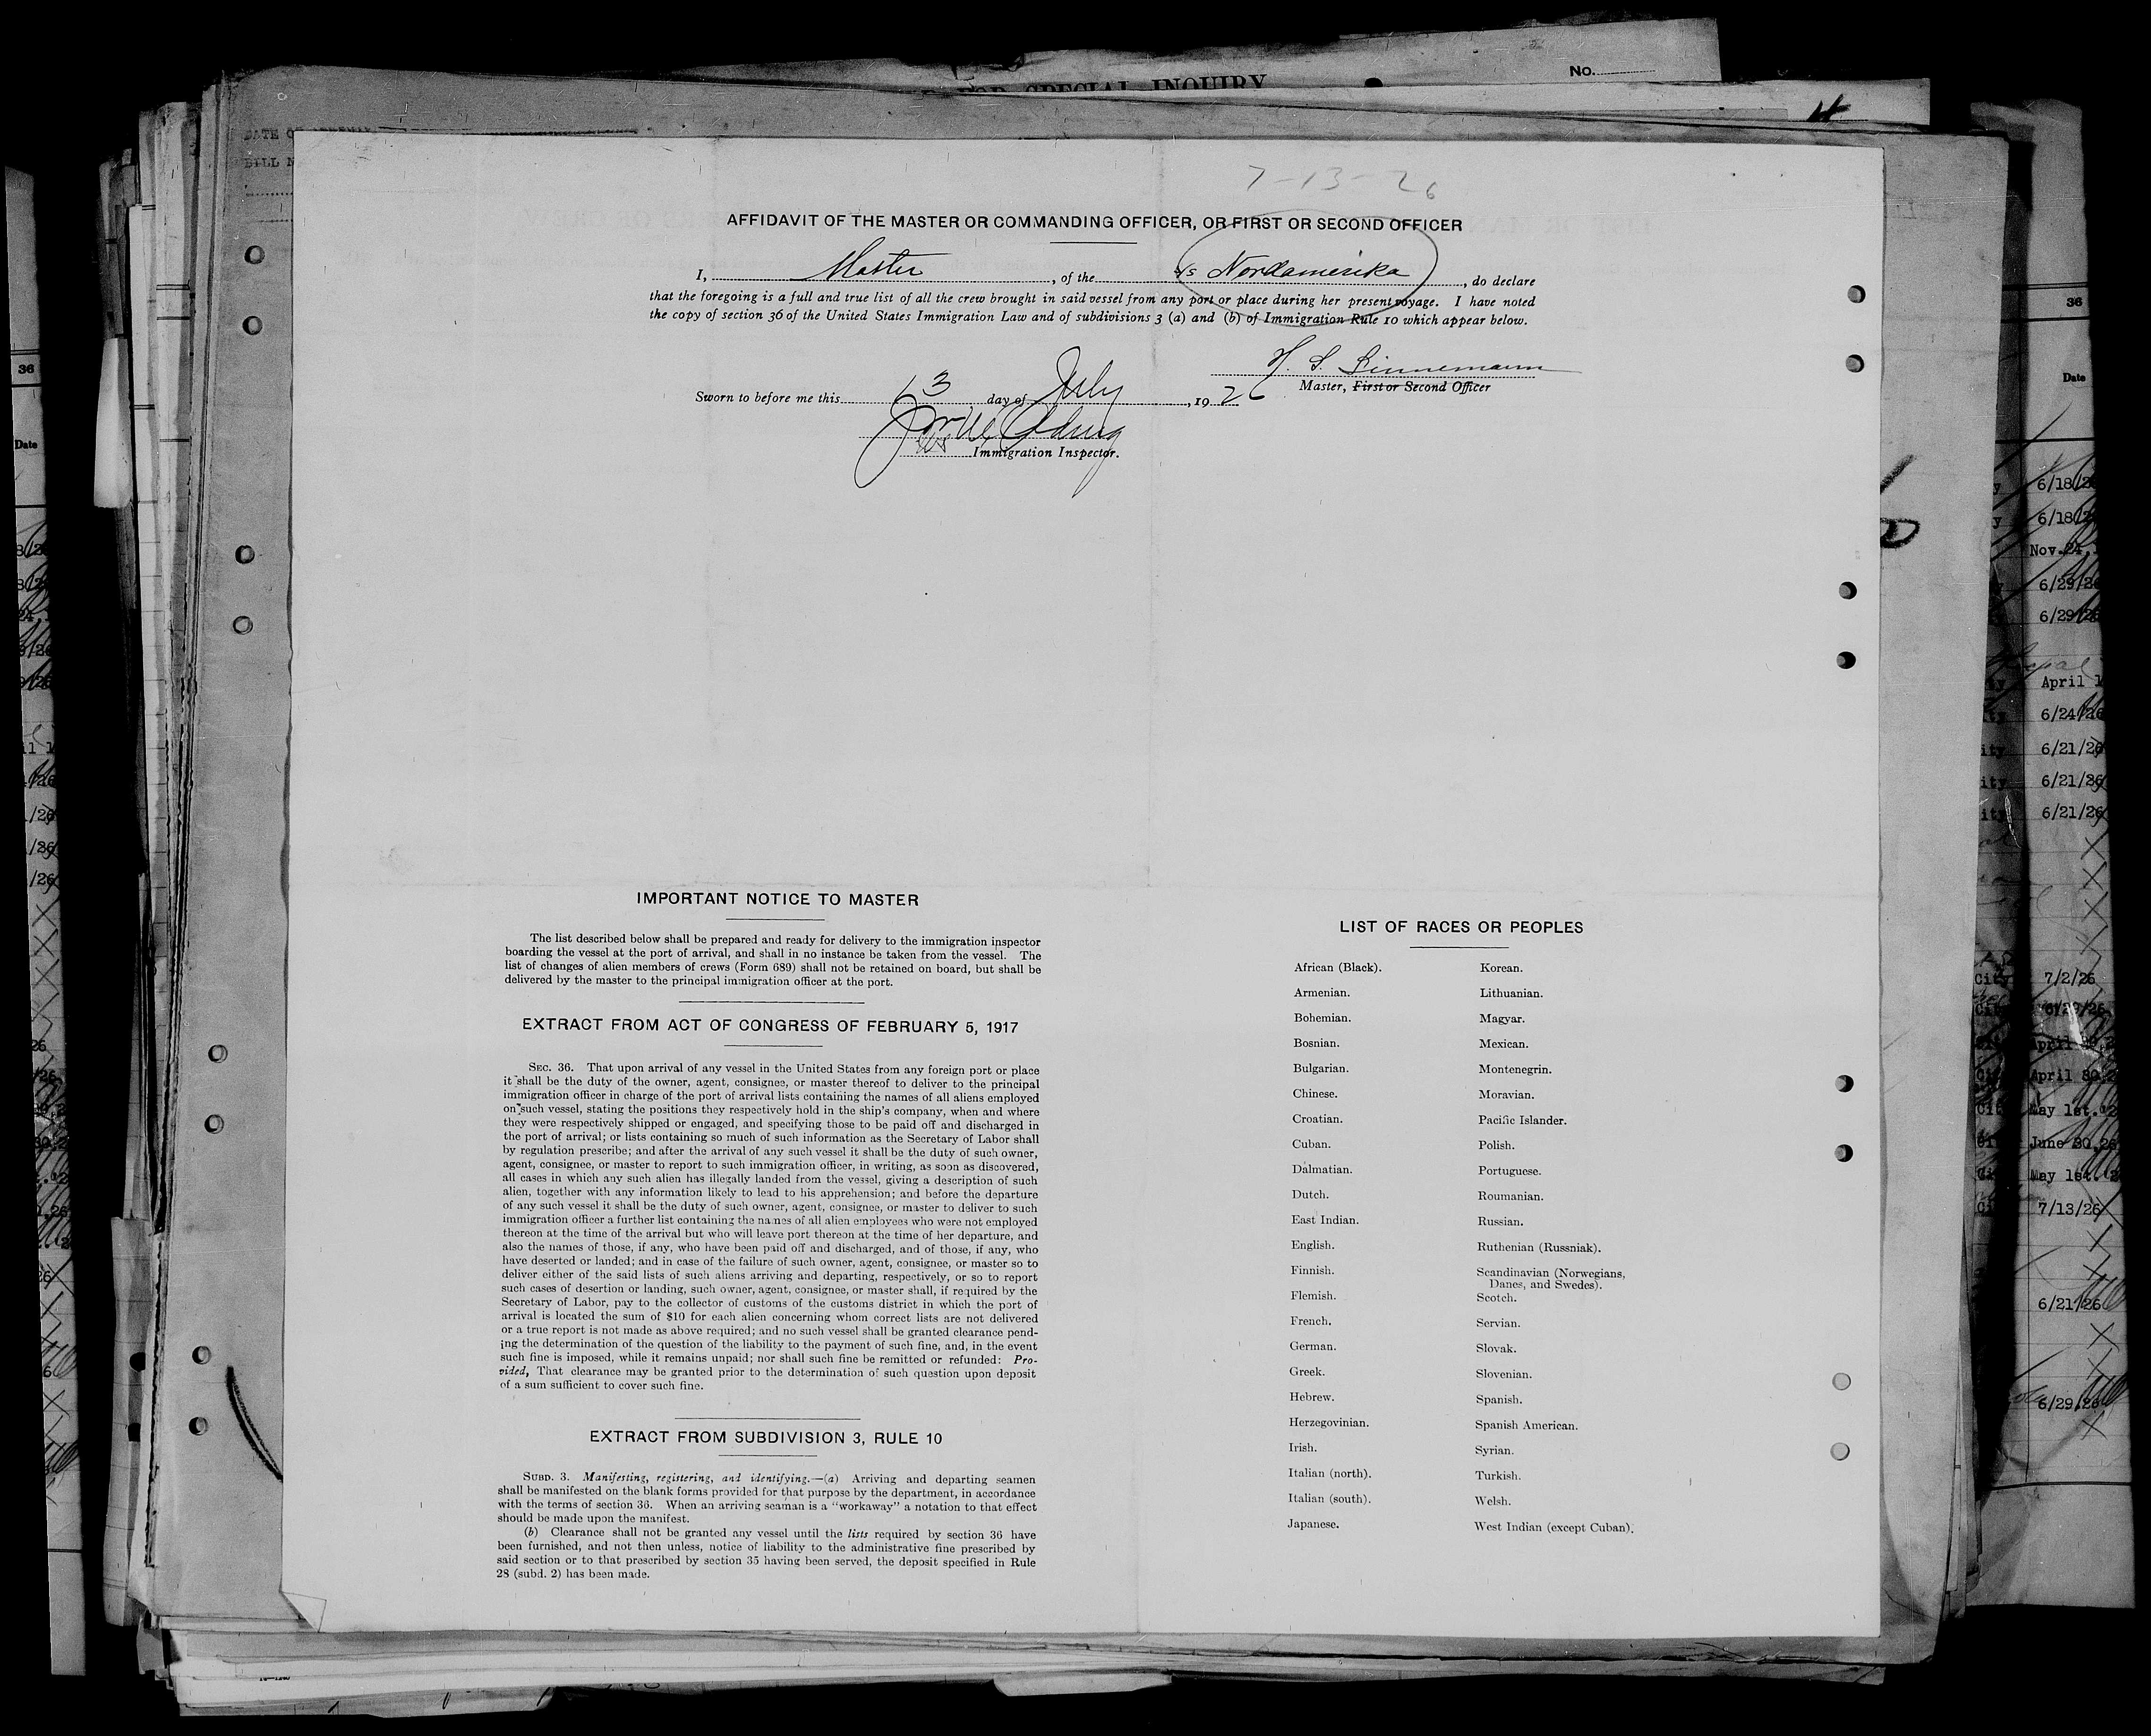 FOR SPECIAL INQUIRY
No.
DATE O
BILL N
7-13-26
AFFIDAVIT OF THE MASTER OR COMMANDING OFFICER, OR FIRST OR SECOND OFFICER
I, Master, of the s/s Nordamerika, do declare
that the foregoing is a full and true list of all the crew brought in said vessel from any port or place during her present voyage. I have noted
the copy of section 36 of the United States Immigration Law and of subdivisions 3 (a) and (b) of Immigration Rule 10 which appear below.
H. S.
Master, First or Second Officer
Sworn to before me this 13 day of July, 1926
Immigration Inspector.
IMPORTANT NOTICE TO MASTER
The list described below shall be prepared and ready for delivery to the immigration inspector
boarding the vessel at the port of arrival, and shall in no instance be taken from the vessel. The
list of changes of alien members of crews (Form 689) shall not be retained on board, but shall be
delivered by the master to the principal immigration officer at the port.
EXTRACT FROM ACT OF CONGRESS OF FEBRUARY 5, 1917
SEC. 36. That upon arrival of any vessel in the United States from any foreign port or place
it shall be the duty of the owner, agent, consignee, or master thereof to deliver to the principal
immigration officer in charge of the port of arrival lists containing the names of all aliens employed
on such vessel, stating the positions they respectively hold in the ship's company, when and where
they were respectively shipped or engaged, and specifying those to be paid off and discharged in
the port of arrival; or lists containing so much of such information as the Secretary of Labor shall
by regulation prescribe; and after the arrival of any such vessel it shall be the duty of such owner,
agent, consignee, or master to report to such immigration officer, in writing, as soon as discovered,
all cases in which any such alien has illegally landed from the vessel, giving a description of such
alien, together with any information likely to lead to his apprehension; and before the departure
of any such vessel it shall be the duty of such owner, agent, consignee, or master to deliver to such
immigration officer a further list containing the names of all alien employees who were not employed
thereon at the time of the arrival but who will leave port thereon at the time of her departure, and
also the names of those, if any, who have been paid off and discharged, and of those, if any, who
have deserted or landed; and in case of the failure of such owner, agent, consignee, or master so to
deliver either of the said lists of such aliens arriving and departing, respectively, or so to report
such cases of desertion or landing, such owner, agent, consignee, or master shall, if required by the
Secretary of Labor, pay to the collector of customs of the customs district in which the port of
arrival is located the sum of $10 for each alien concerning whom correct lists are not delivered
or a true report is not made as above required; and no such vessel shall be granted clearance pend-
ing the determination of the question of the liability to the payment of such fine, and, in the event
such fine is imposed, while it remains unpaid; nor shall such fine be remitted or refunded: Pro-
vided, That clearance may be granted prior to the determination of such question upon deposit
of a sum sufficient to cover such fine.
EXTRACT FROM SUBDIVISION 3, RULE 10
SUBD. 3. Manifesting, registering, and identifying.—(a) Arriving and departing seamen
shall be manifested on the blank forms provided for that purpose by the department, in accordance
with the terms of section 36. When an arriving seaman is a "workaway" a notation to that effect
should be made upon the manifest.
(b) Clearance shall not be granted any vessel until the lists required by section 36 have
been furnished, and not then unless, notice of liability to the administrative fine prescribed by
said section or to that prescribed by section 35 having been served, the deposit specified in Rule
28 (subd. 2) has been made.
LIST OF RACES OR PEOPLES
African (Black).
Armenian.
Bohemian.
Bosnian.
Bulgarian.
Chinese.
Croatian.
Cuban.
Dalmatian.
Dutch.
East Indian.
English.
Finnish.
Flemish.
French.
German.
Greek.
Hebrew.
Herzegovinian.
Irish.
Italian (north).
Italian (south).
Japanese.
Korean.
Lithuanian.
Magyar.
Mexican.
Montenegrin.
Moravian.
Pacific Islander.
Polish.
Portuguese.
Roumanian.
Russian.
Ruthenian (Russniak).
Scandinavian (Norwegians,
Danes, and Swedes).
Scotch.
Servian.
Slovak.
Slovenian.
Spanish.
Spanish American.
Syrian.
Turkish.
Welsh.
West Indian (except Cuban).
36
Date
36
Date
6/18/2
6/18/2
Nov. 24,
6/29/26
6/29/26
April 1
6/24/26
6/21/26
6/21/26
6/21/26
7/2/26
6/29/26
April 30,2
April 30,2
May 1st.'2
June 30,26
May 1st.'2
7/13/26
6/21/26
6/29.26